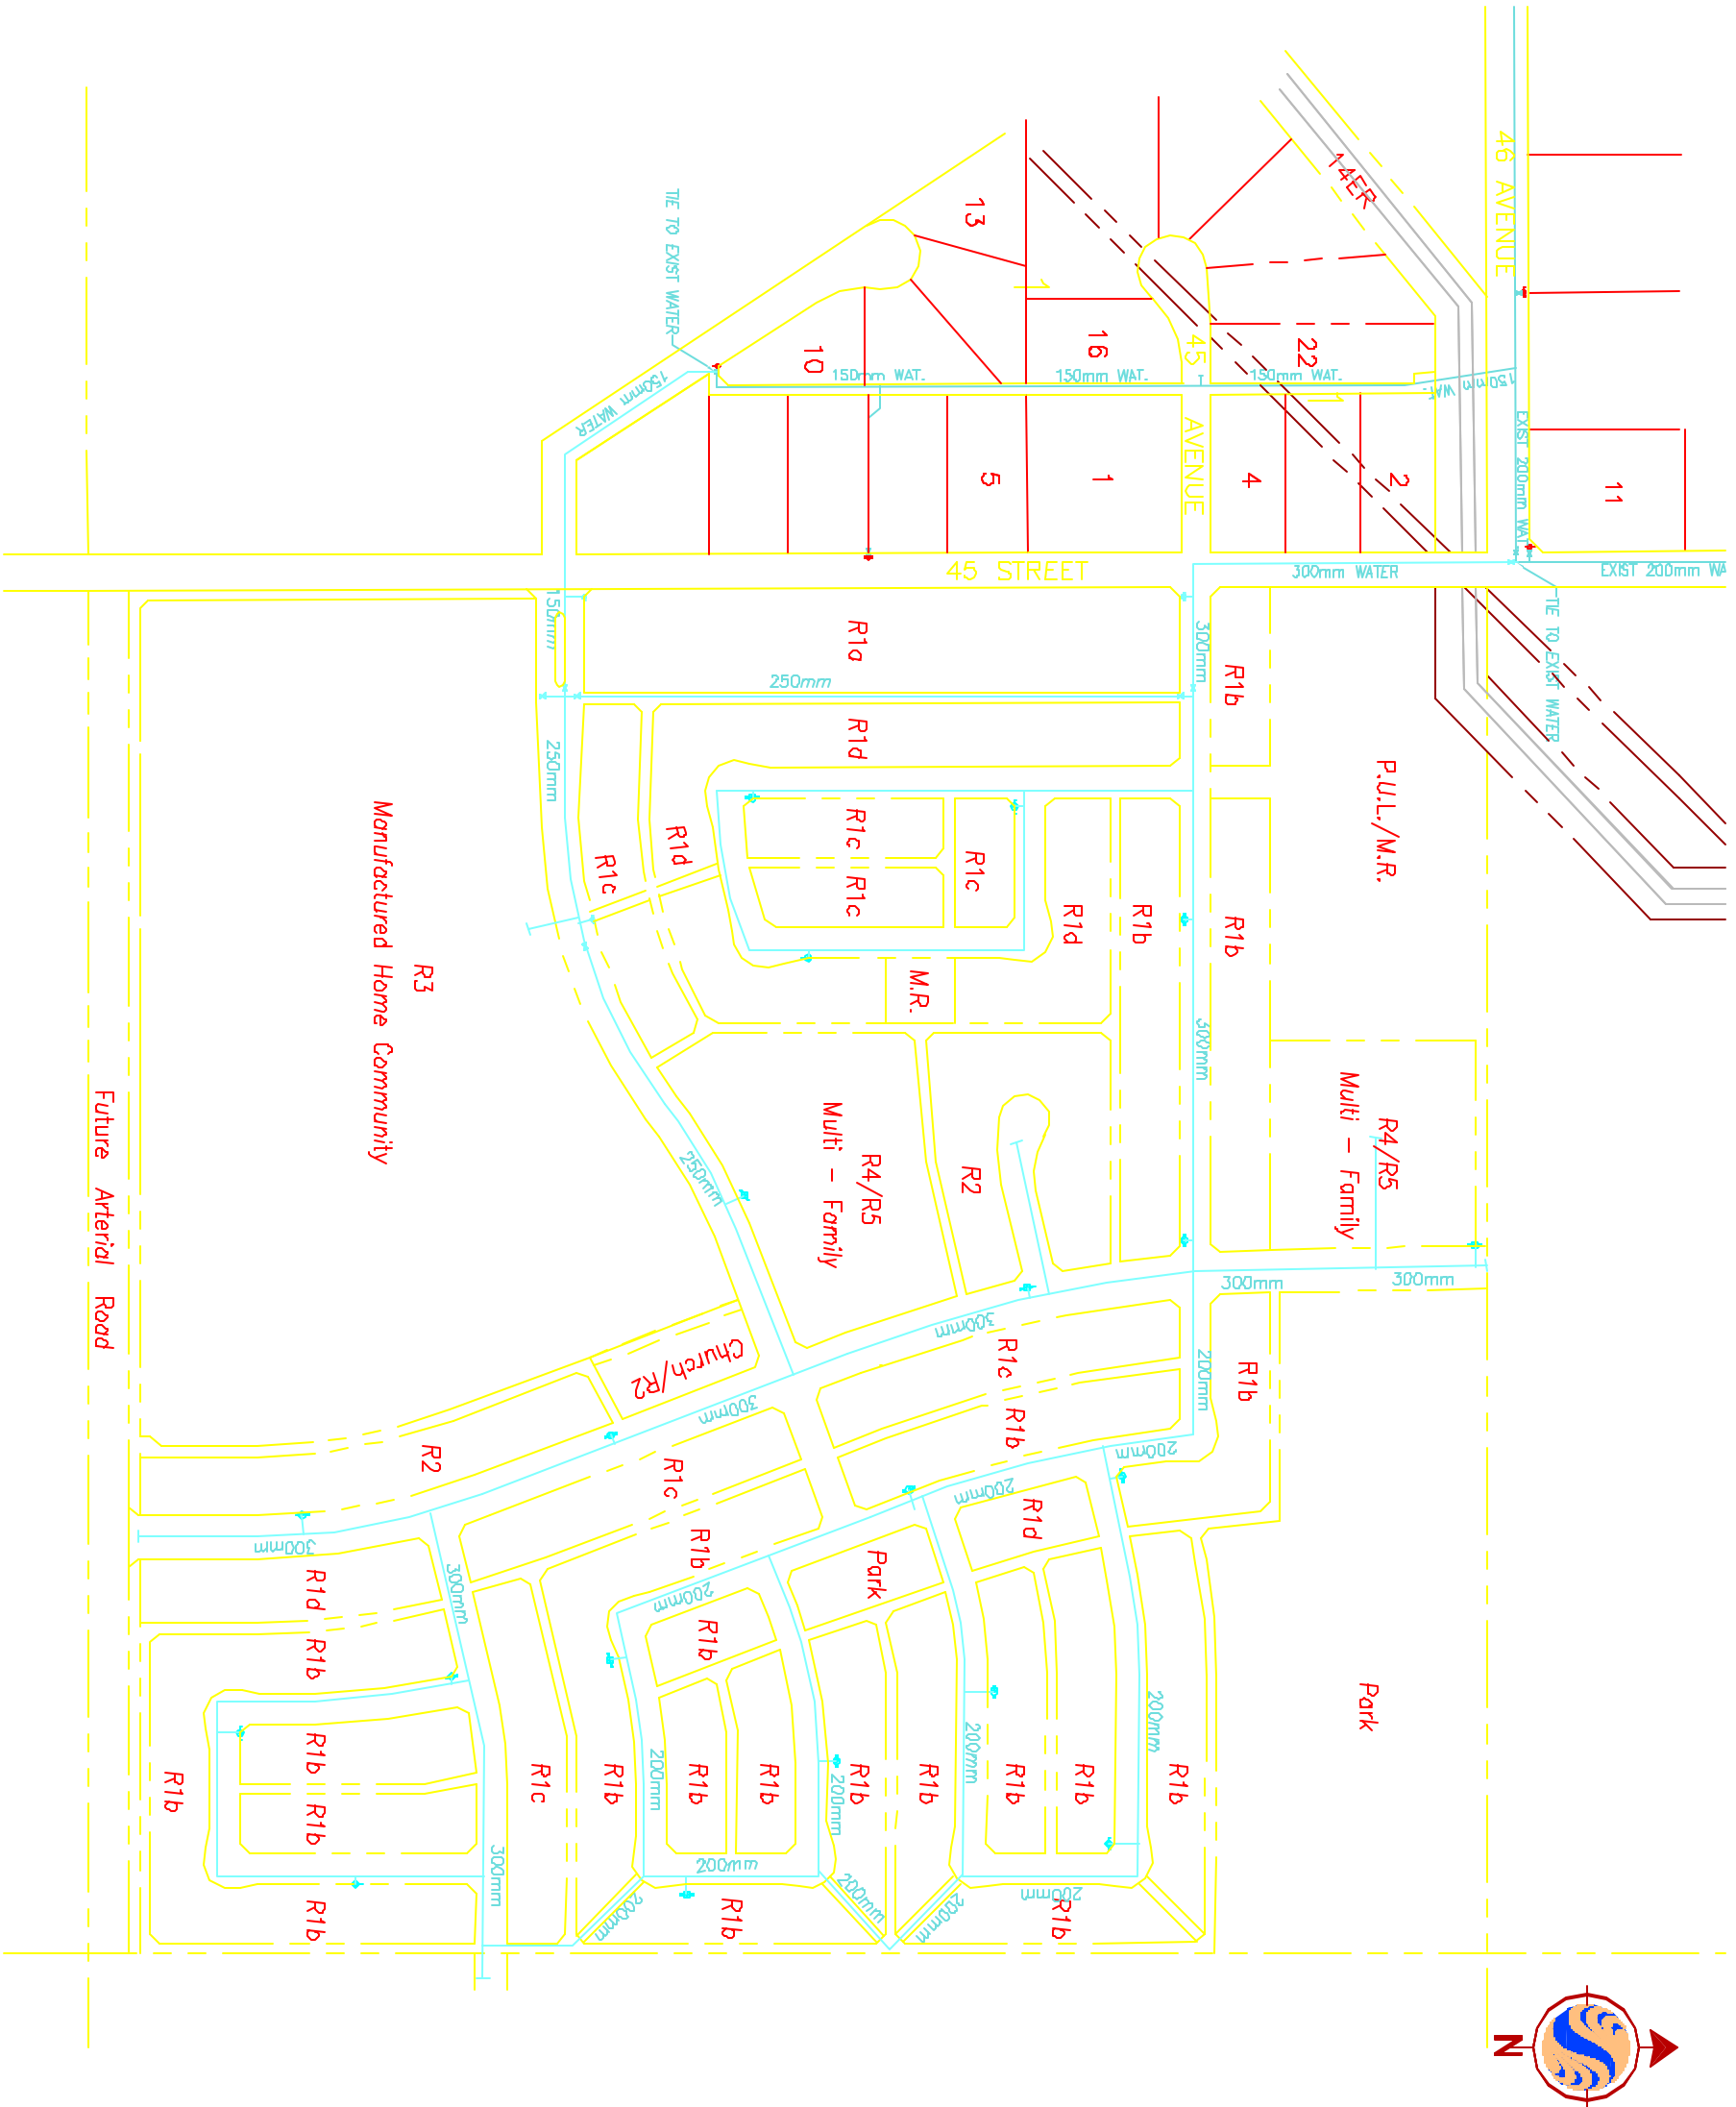 46 AVENUE
14ER
13
TIE TO EXIST WATER
10
16
45 AVENUE
22
150mm WAT.
150mm WAT.
150mm WAT.
150mm WAT.
150mm WATER
EXIST 200mm WAT.
5
1
4
2
11
45 STREET
300mm WATER
EXIST 200mm WA
TIE TO EXIST WATER
150mm
R1a
300mm
R1b
250mm
R1d
250mm
P.U.L./M.R.
R1c
R1d
R1c
R1c
R1c
R1d
R1b
R1b
M.R.
R3
Manufactured Home Community
300mm
R4/R5
Multi - Family
R4/R5
Multi - Family
R2
250mm
Future Arterial Road
300mm
300mm
300mm
Church/R2
R1c
200mm
R1b
300mm
R1b
R2
R1c
200mm
200mm
R1d
300mm
R1b
Park
R1d
300mm
200mm
R1b
R1b
Park
200mm
R1b
R1b
R1c
R1b
200mm
R1b
R1b
200mm
R1b
R1b
200mm
R1b
R1b
R1b
R1b
300mm
200mm
200mm
200mm
200mm
200mm
R1b
R1b
R1b
N